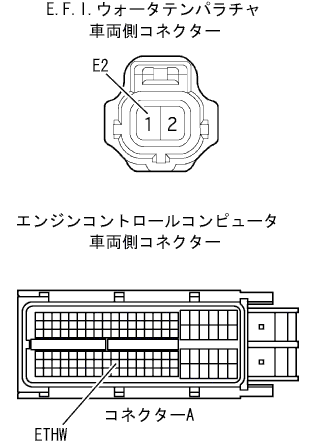 E.F.I.ウォータテンパラチャ
車両側コネクター
E2
1 2
エンジンコントロールコンピュータ
車両側コネクター
ETHW
コネクターA